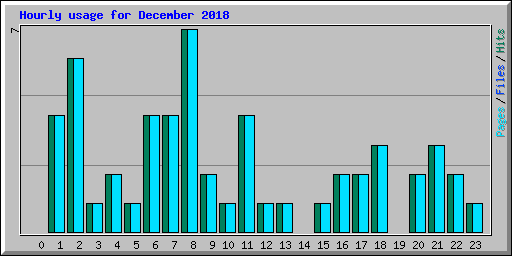 Hourly usage for December 2018
7
Pages/Files/Hits
0 1 2 3 4 5 6 7 8 9 10 11 12 13 14 15 16 17 18 19 20 21 22 23